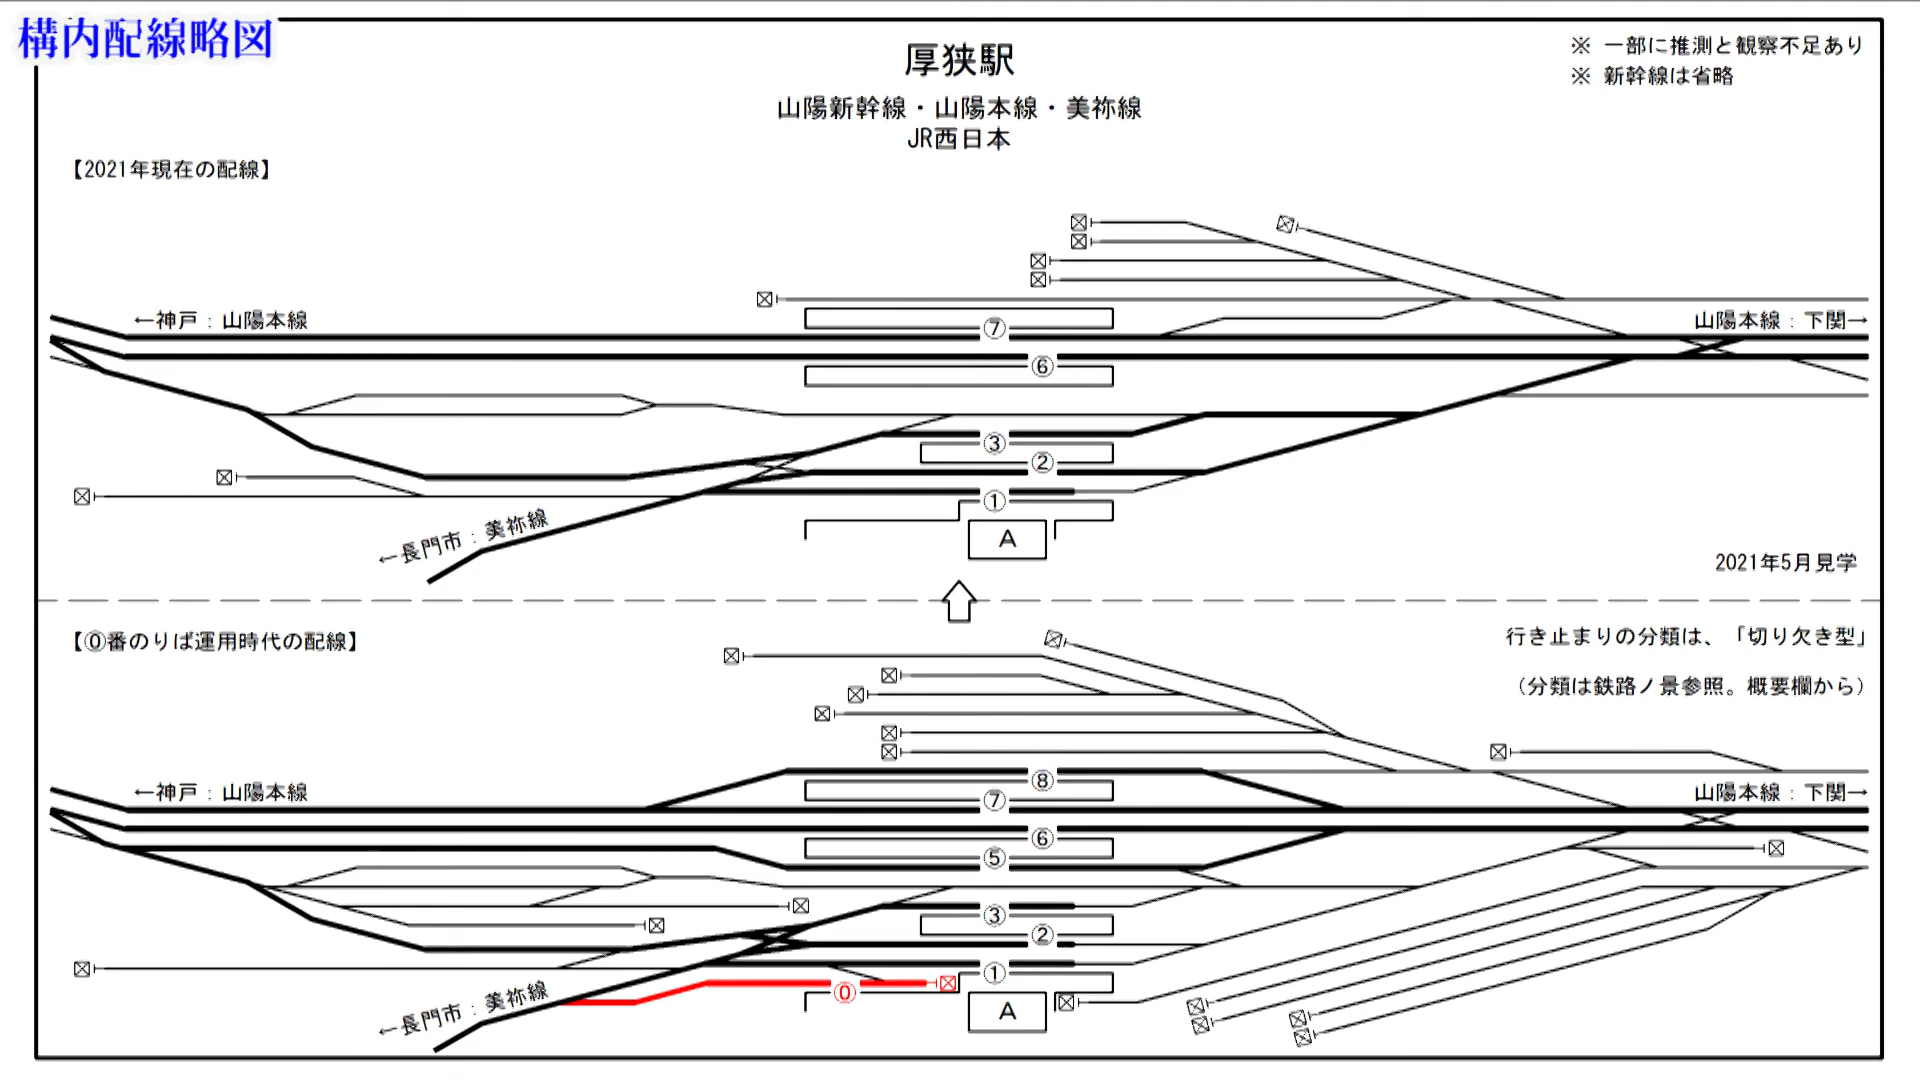 構内配線略図
厚狭駅
※ 一部に推測と観察不足あり
※ 新幹線は省略
山陽新幹線・山陽本線・美祢線
JR西日本
【2021年現在の配線】
←神戸：山陽本線
⑦
山陽本線：下関→
⑥
③
②
①
←長門市：美祢線
A
2021年5月見学
【⓪番のりば運用時代の配線】
行き止まりの分類は、「切り欠き型」
（分類は鉄路ノ景参照。概要欄から）
⑧
←神戸：山陽本線
⑦
山陽本線：下関→
⑥
⑤
③
②
①
⓪
←長門市：美祢線
A